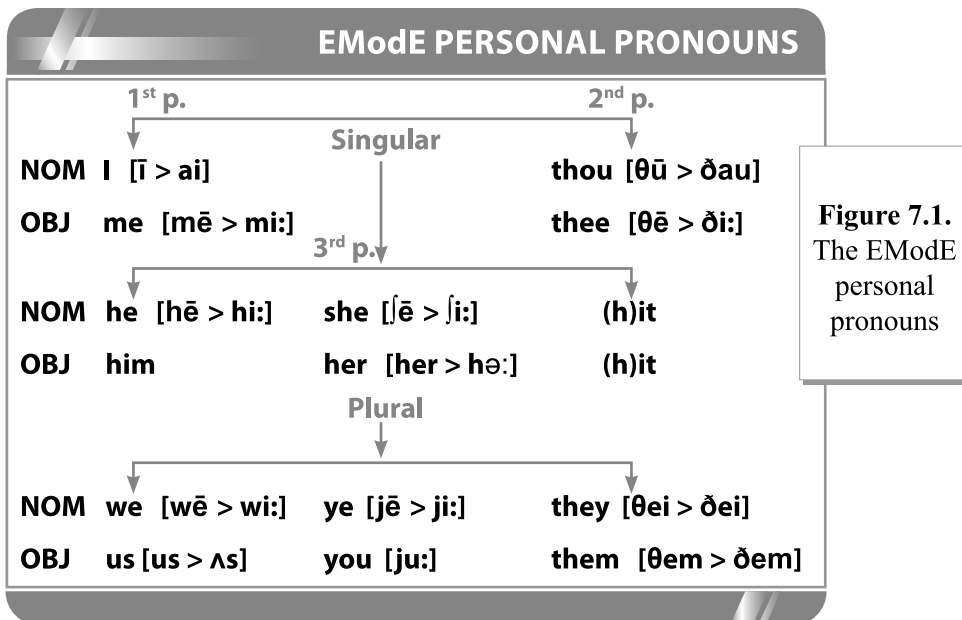 EModE PERSONAL PRONOUNS
1st p. 2nd p.
Singular
NOM I [ī > ai] thou [θū > ðau]
OBJ me [mē > mi:] thee [θē > ði:]
3rd p.
NOM he [hē > hi:] she [ʃē > ʃi:] (h)it
OBJ him her [her > hə:] (h)it
Plural
NOM we [wē > wi:] ye [jē > ji:] they [θei > ðei]
OBJ us [us > ʌs] you [ju:] them [θem > ðem]
Figure 7.1.
The EModE
personal
pronouns